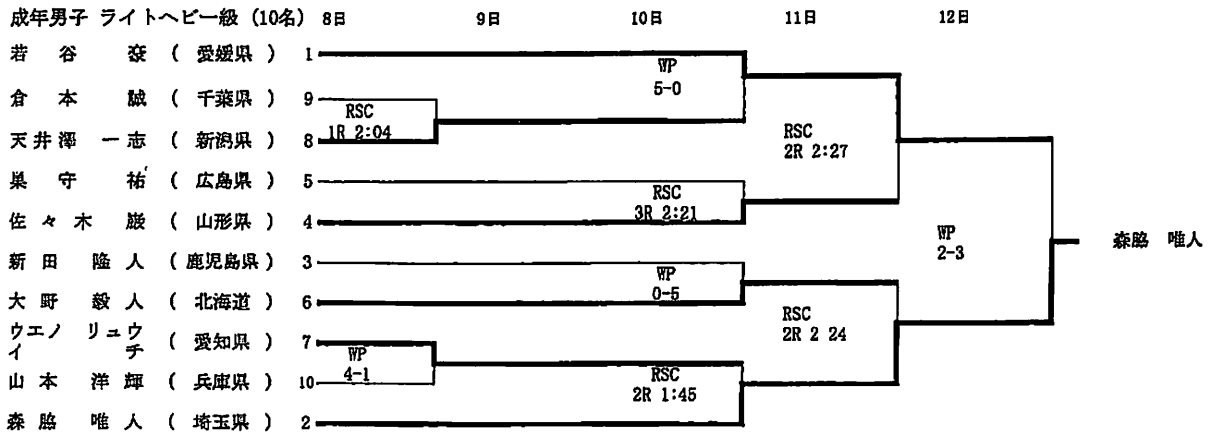 成年男子 ライトヘビー級 (10名) 8日 9日 10日 11日 12日
若谷 豪 ( 愛媛県 ) 1
WP
5-0
倉本 誠 ( 千葉県 ) 9
RSC
1R 2:04
天井澤 一志 ( 新潟県 ) 8
RSC
2R 2:27
巣守 祐 ( 広島県 ) 5
RSC
3R 2:21
佐々木 巌 ( 山形県 ) 4
WP
2-3
森脇 唯人
新田 隆人 ( 鹿児島県 ) 3
WP
0-5
大野 毅人 ( 北海道 ) 6
RSC
2R 2 24
ウエノ リュウ
イチ ( 愛知県 ) 7
WP
4-1
山本 洋輝 ( 兵庫県 ) 10
RSC
2R 1:45
森脇 唯人 ( 埼玉県 ) 2